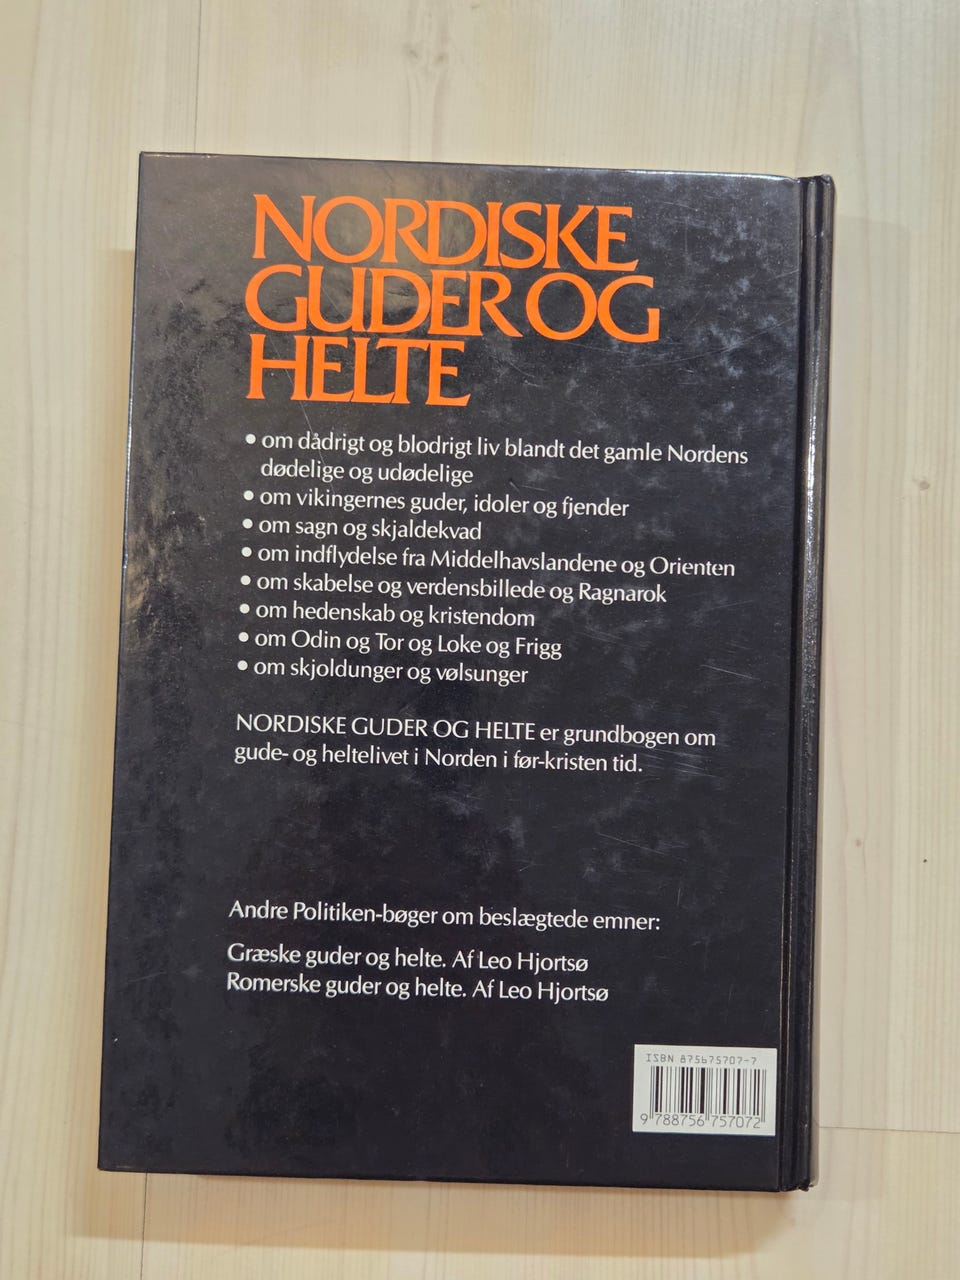 NORDISKE
GUDER OG
HELTE
• om dådrigt og blodrigt liv blandt det gamle Nordens
dødelige og udødelige
• om vikingernes guder, idoler og fjender
• om sagn og skjaldekvad
• om indflydelse fra Middelhavslandene og Orienten
• om skabelse og verdensbillede og Ragnarok
• om hedenskab og kristendom
• om Odin og Tor og Loke og Frigg
• om skjoldunger og vølsunger
NORDISKE GUDER OG HELTE er grundbogen om
gude- og heltelivet i Norden i før-kristen tid.
Andre Politiken-bøger om beslægtede emner:
Græske guder og helte. Af Leo Hjortsø
Romerske guder og helte. Af Leo Hjortsø
ISBN 875675707-7
9 788756 757072